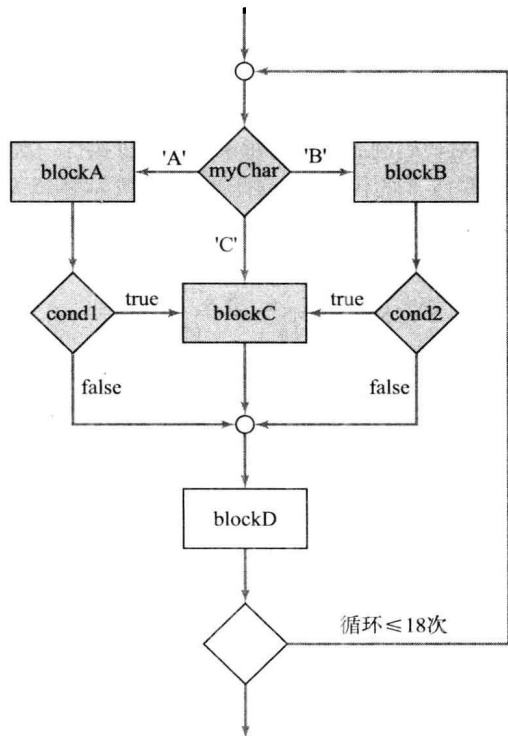 'A'
'B'
blockA
myChar
blockB
'C'
cond1
true
blockC
true
cond2
false
false
blockD
循环≤18次